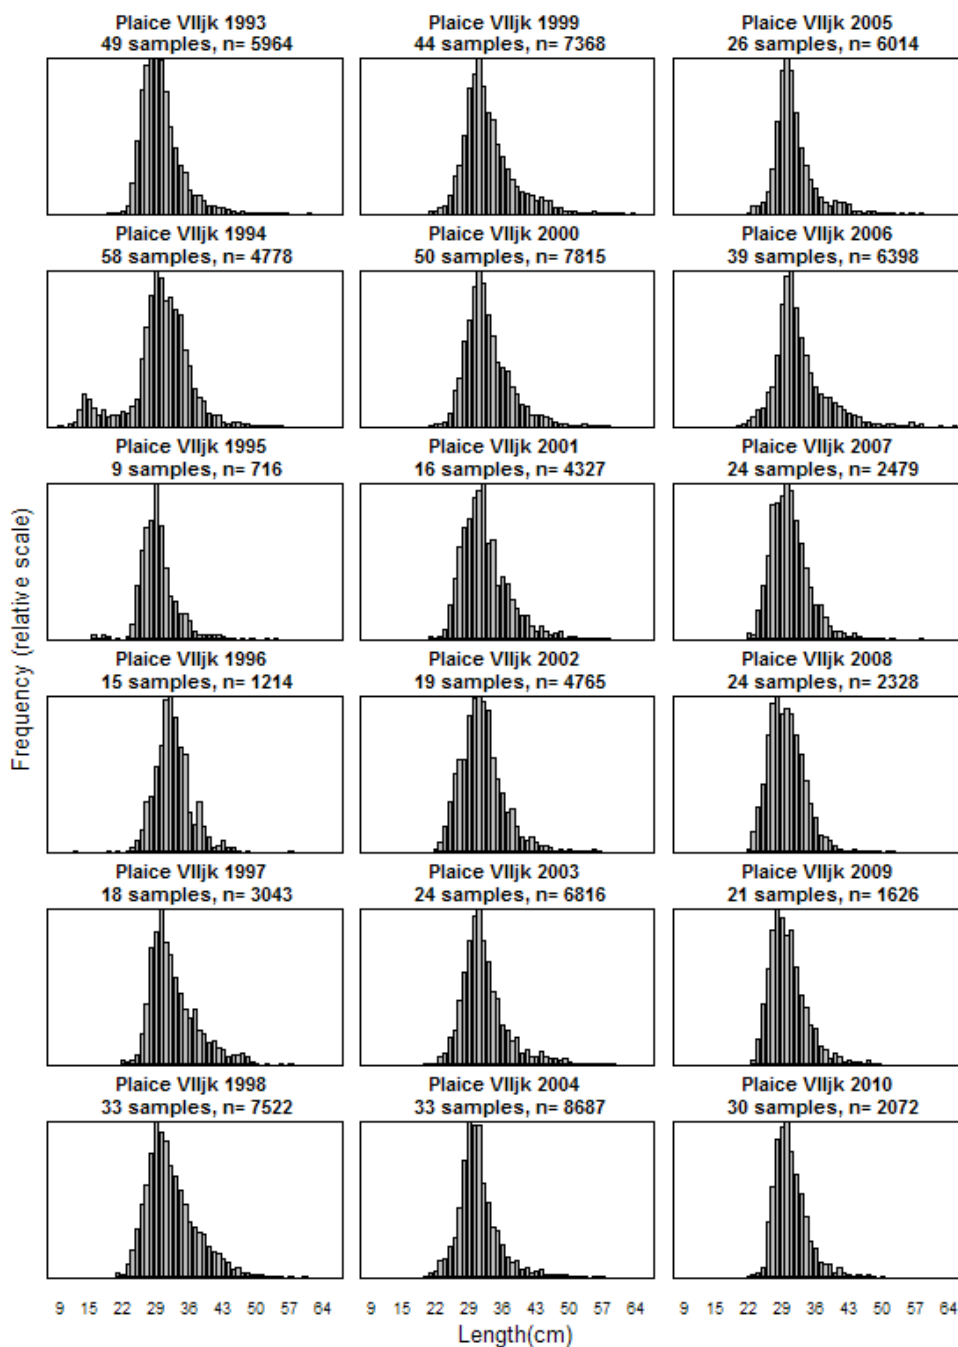 Plaice VIIjk 1993
49 samples, n= 5964
Plaice VIIjk 1999
44 samples, n= 7368
Plaice VIIjk 2005
26 samples, n= 6014
Plaice VIIjk 1994
58 samples, n= 4778
Plaice VIIjk 2000
50 samples, n= 7815
Plaice VIIjk 2006
39 samples, n= 6398
Plaice VIIjk 1995
9 samples, n= 716
Plaice VIIjk 2001
16 samples, n= 4327
Plaice VIIjk 2007
24 samples, n= 2479
Plaice VIIjk 1996
15 samples, n= 1214
Plaice VIIjk 2002
19 samples, n= 4765
Plaice VIIjk 2008
24 samples, n= 2328
Plaice VIIjk 1997
18 samples, n= 3043
Plaice VIIjk 2003
24 samples, n= 6816
Plaice VIIjk 2009
21 samples, n= 1626
Plaice VIIjk 1998
33 samples, n= 7522
Plaice VIIjk 2004
33 samples, n= 8687
Plaice VIIjk 2010
30 samples, n= 2072
Frequency (relative scale)
9 15 22 29 36 43 50 57 64
9 15 22 29 36 43 50 57 64
9 15 22 29 36 43 50 57 64
Length(cm)